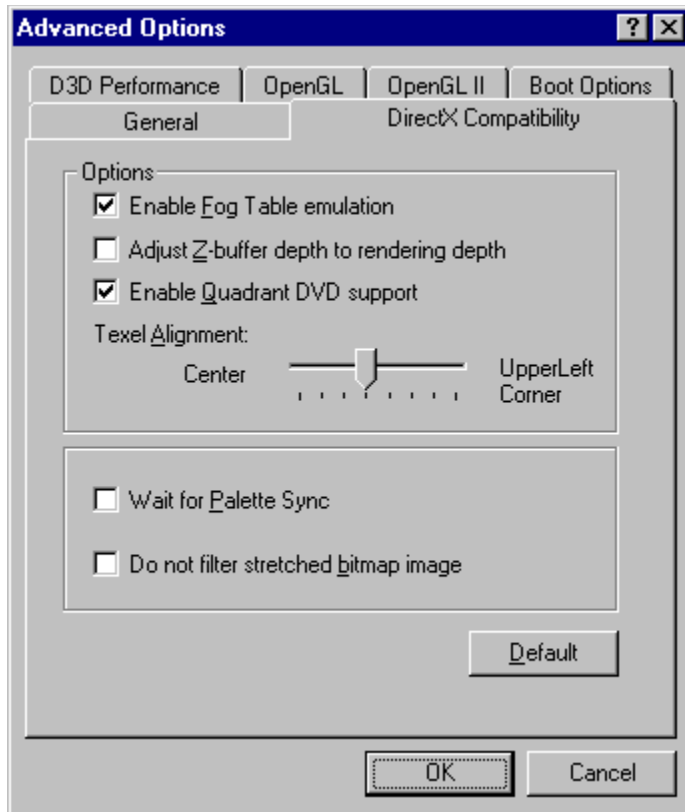 Advanced Options
D3D Performance OpenGL OpenGL II Boot Options
General DirectX Compatibility
Options
Enable Fog Table emulation
Adjust Z-buffer depth to rendering depth
Enable Quadrant DVD support
Texel Alignment:
Center UpperLeft
Corner
Wait for Palette Sync
Do not filter stretched bitmap image
Default
OK Cancel